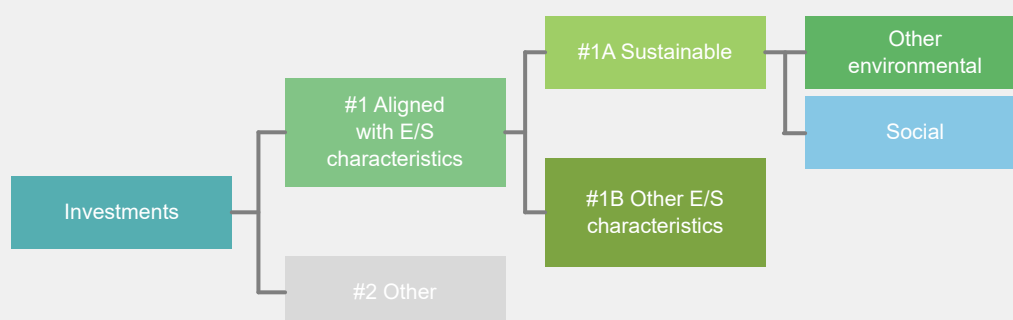 #1A Sustainable
Other
environmental
#1 Aligned
with E/S
characteristics
Social
#1B Other E/S
characteristics
Investments
#2 Other